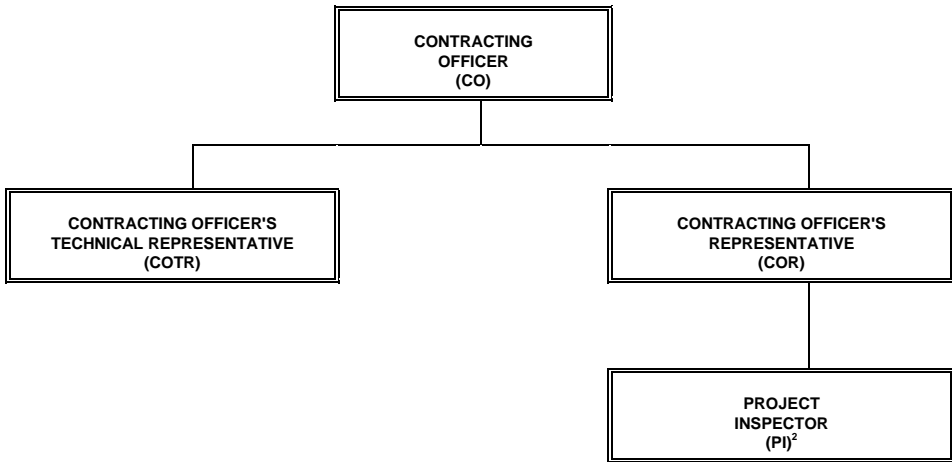 CONTRACTING
OFFICER
(CO)
CONTRACTING OFFICER'S
TECHNICAL REPRESENTATIVE
(COTR)
CONTRACTING OFFICER'S
REPRESENTATIVE
(COR)
PROJECT
INSPECTOR
(PI)²